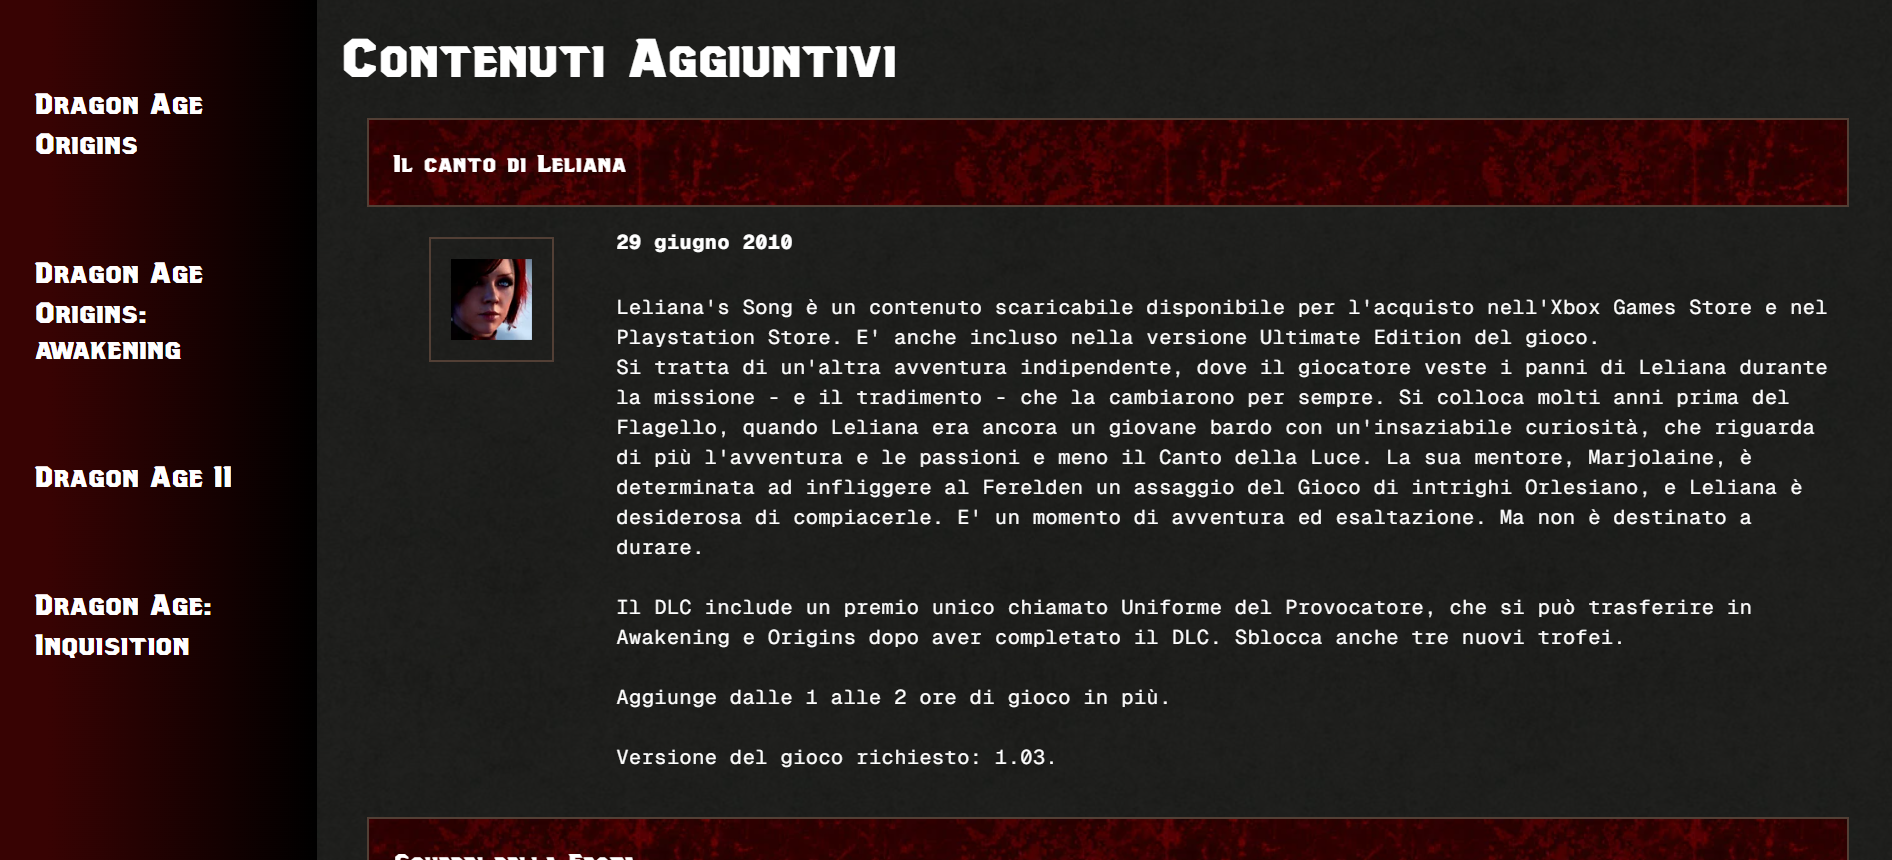 Dragon Age
Origins
Dragon Age
Origins:
awakening
Dragon Age II
Dragon Age:
Inquisition
Contenuti Aggiuntivi
Il canto di Leliana
29 giugno 2010
Leliana's Song è un contenuto scaricabile disponibile per l'acquisto nell'Xbox Games Store e nel
Playstation Store. E' anche incluso nella versione Ultimate Edition del gioco.
Si tratta di un'altra avventura indipendente, dove il giocatore veste i panni di Leliana durante
la missione - e il tradimento - che la cambiarono per sempre. Si colloca molti anni prima del
Flagello, quando Leliana era ancora un giovane bardo con un'insaziabile curiosità, che riguarda
di più l'avventura e le passioni e meno il Canto della Luce. La sua mentore, Marjolaine, è
determinata ad infliggere al Ferelden un assaggio del Gioco di intrighi Orlesiano, e Leliana è
desiderosa di compiacerle. E' un momento di avventura ed esaltazione. Ma non è destinato a
durare.
Il DLC include un premio unico chiamato Uniforme del Provocatore, che si può trasferire in
Awakening e Origins dopo aver completato il DLC. Sblocca anche tre nuovi trofei.
Aggiunge dalle 1 alle 2 ore di gioco in più.
Versione del gioco richiesto: 1.03.